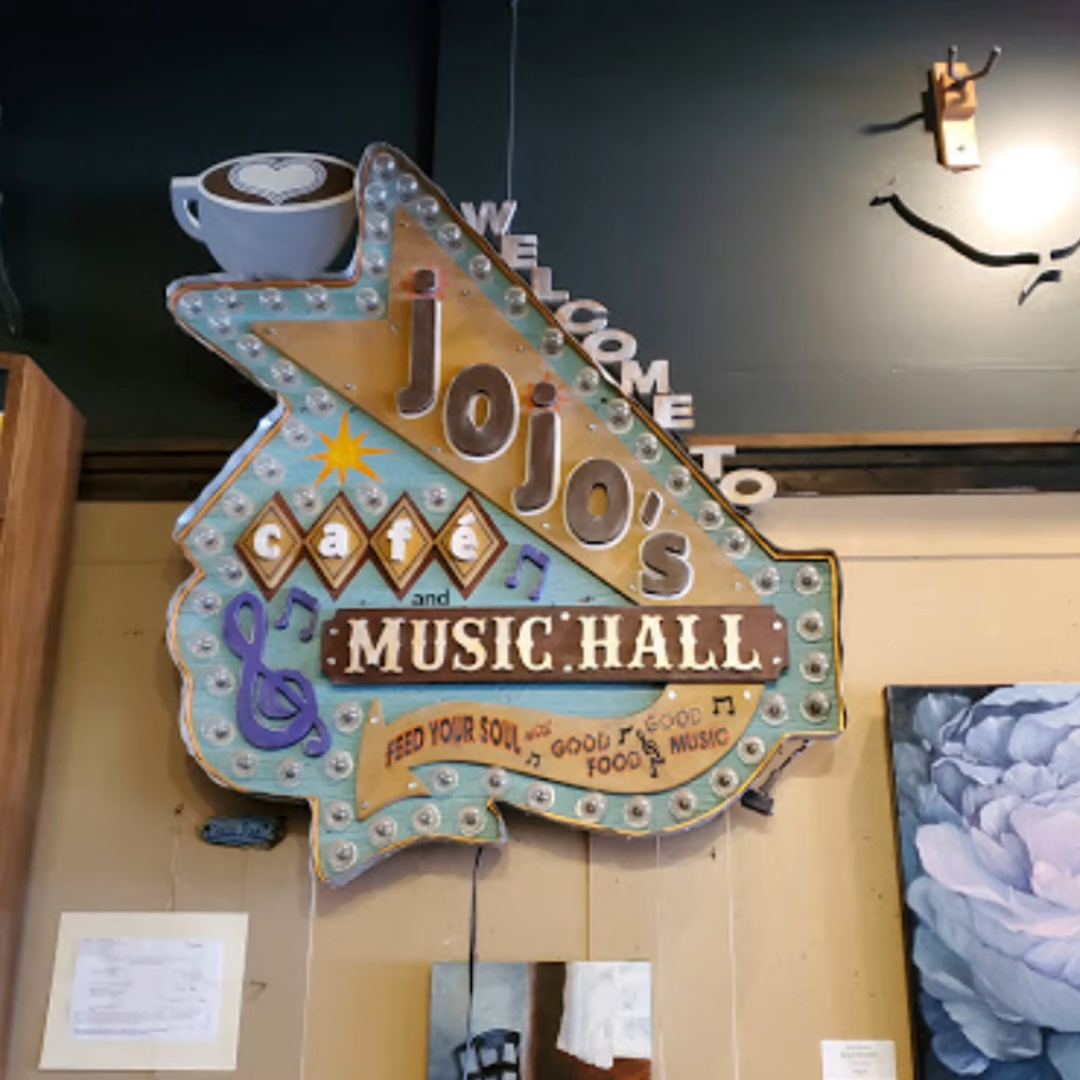 WELCOME TO
jojo's
café
and
MUSIC HALL
FEED YOUR SOUL
GOOD FOOD
GOOD MUSIC